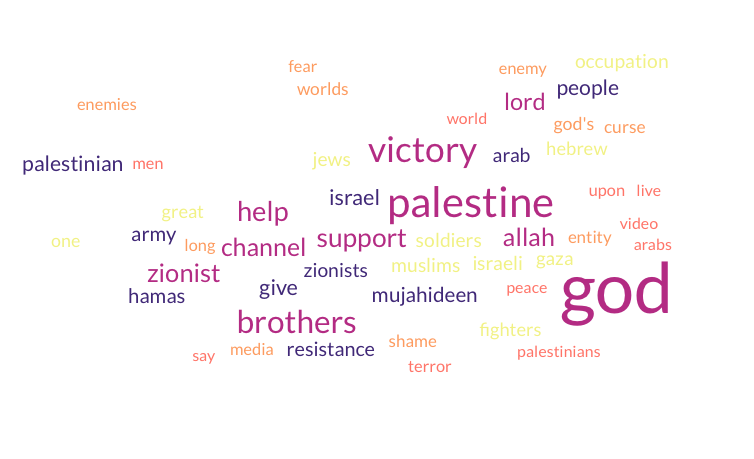 fear
enemy
occupation
worlds
people
enemies
lord
world
god's
curse
victory
arab
hebrew
palestinian
men
jews
israel
palestine
upon
live
great
help
video
one
army
long
channel
support
soldiers
allah
entity
arabs
zionist
zionists
muslims
israeli
gaza
hamas
give
mujahideen
peace
god
brothers
fighters
say
media
resistance
shame
palestinians
terror